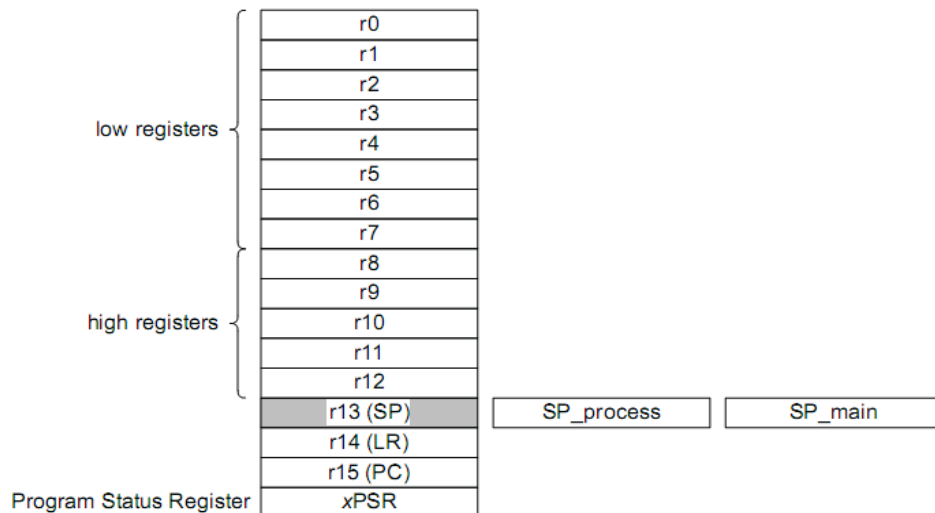 r0
r1
r2
r3
low registers
r4
r5
r6
r7
r8
r9
high registers
r10
r11
r12
r13 (SP)
SP_process
SP_main
r14 (LR)
r15 (PC)
Program Status Register
xPSR